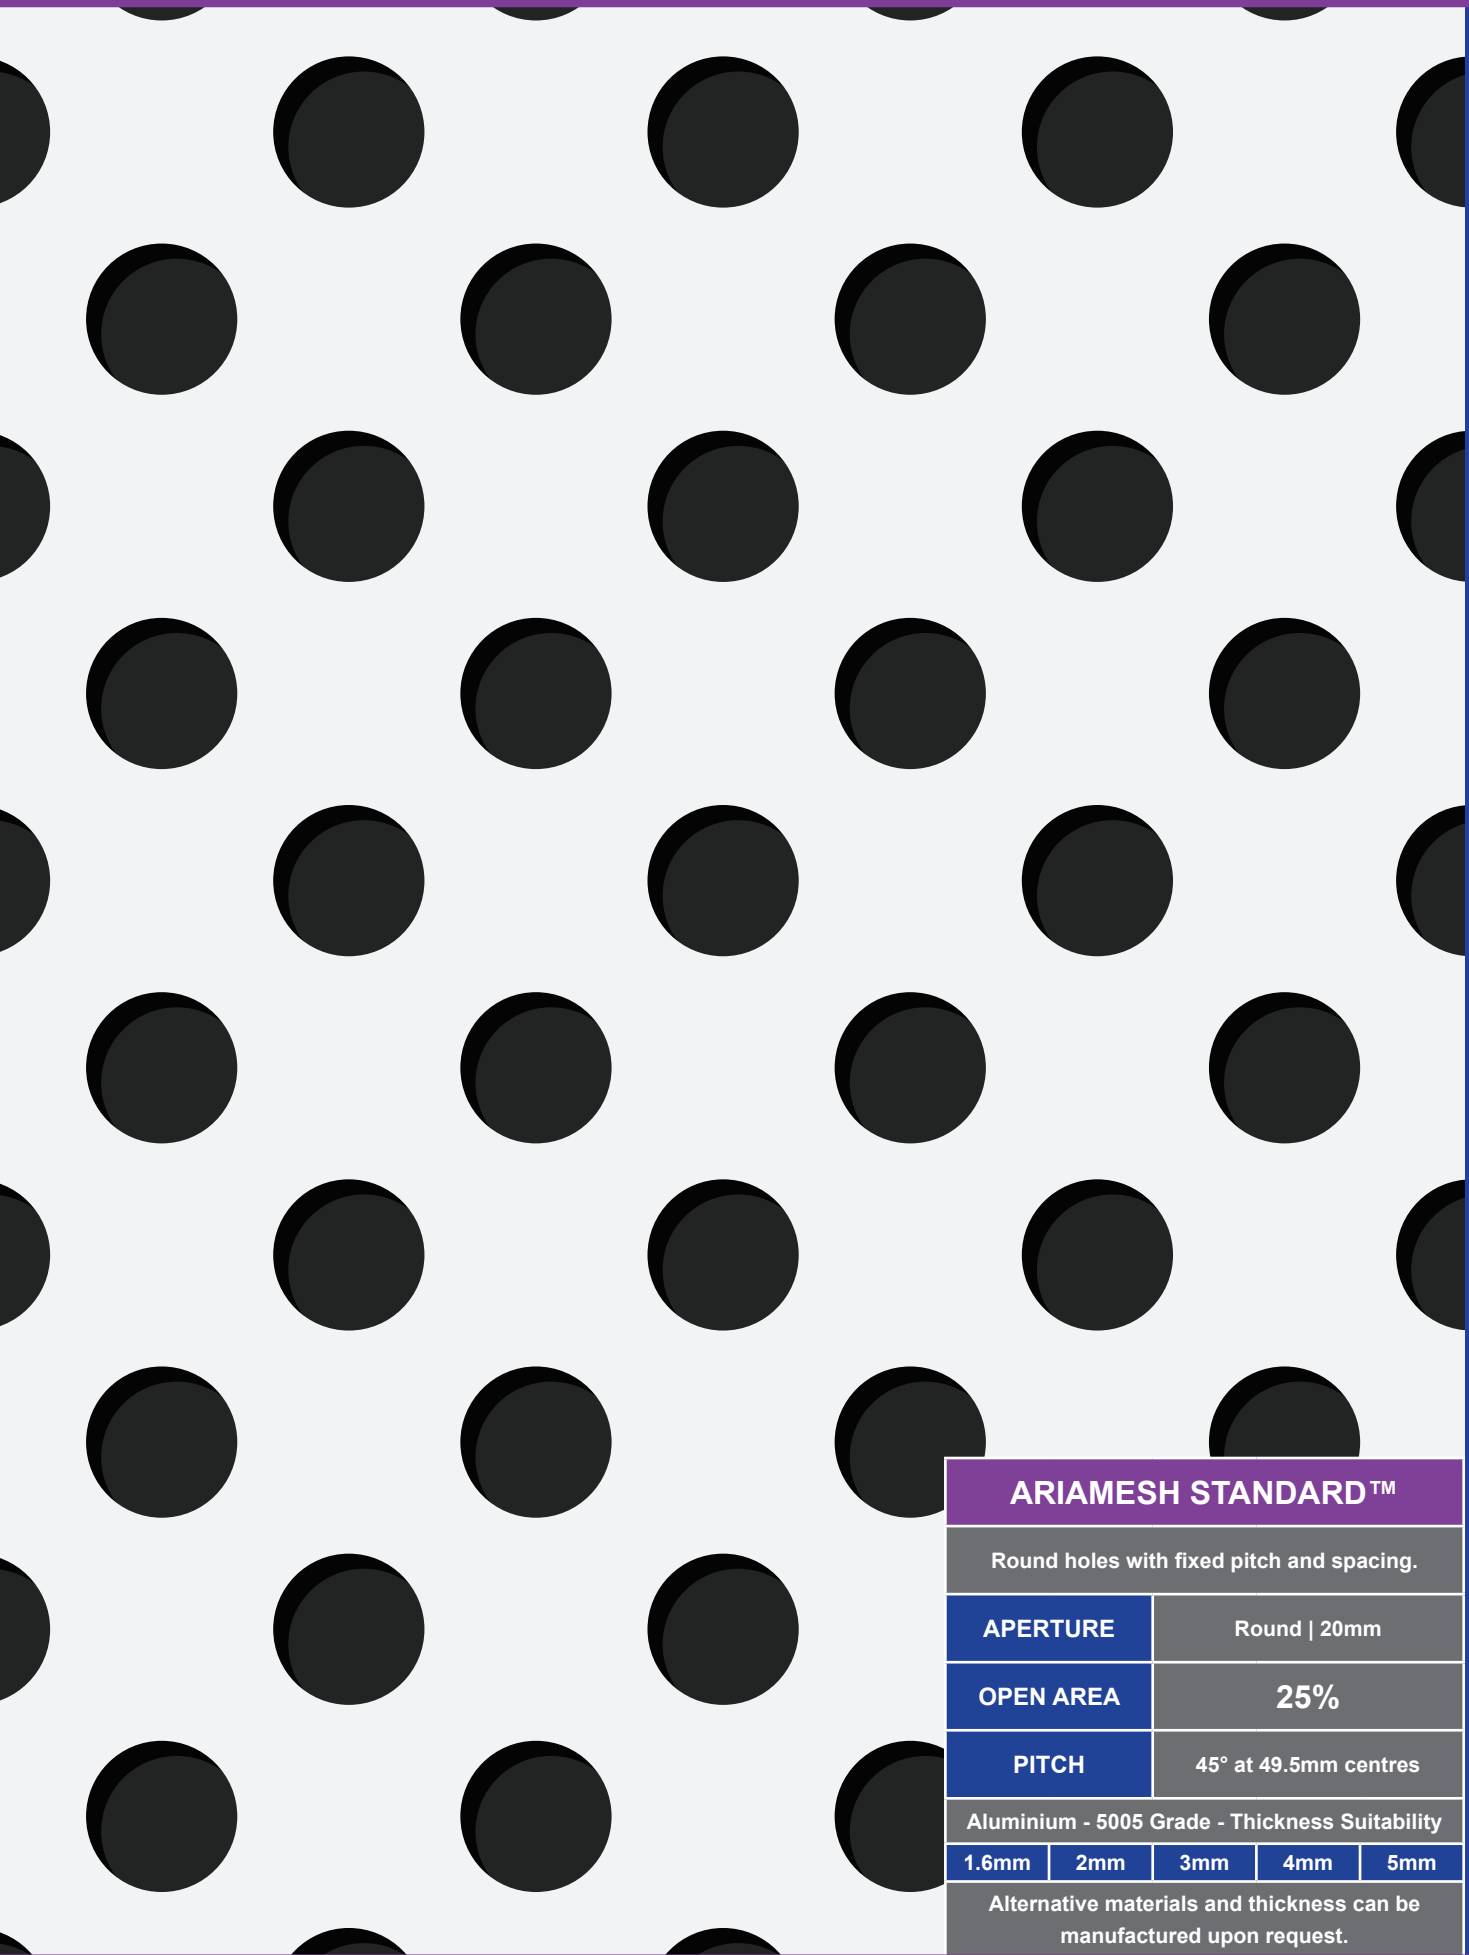 ARIAMESH STANDARD™
Round holes with fixed pitch and spacing.
APERTURE
Round | 20mm
OPEN AREA
25%
PITCH
45° at 49.5mm centres
Aluminium - 5005 Grade - Thickness Suitability
1.6mm 2mm 3mm 4mm 5mm
Alternative materials and thickness can be
manufactured upon request.